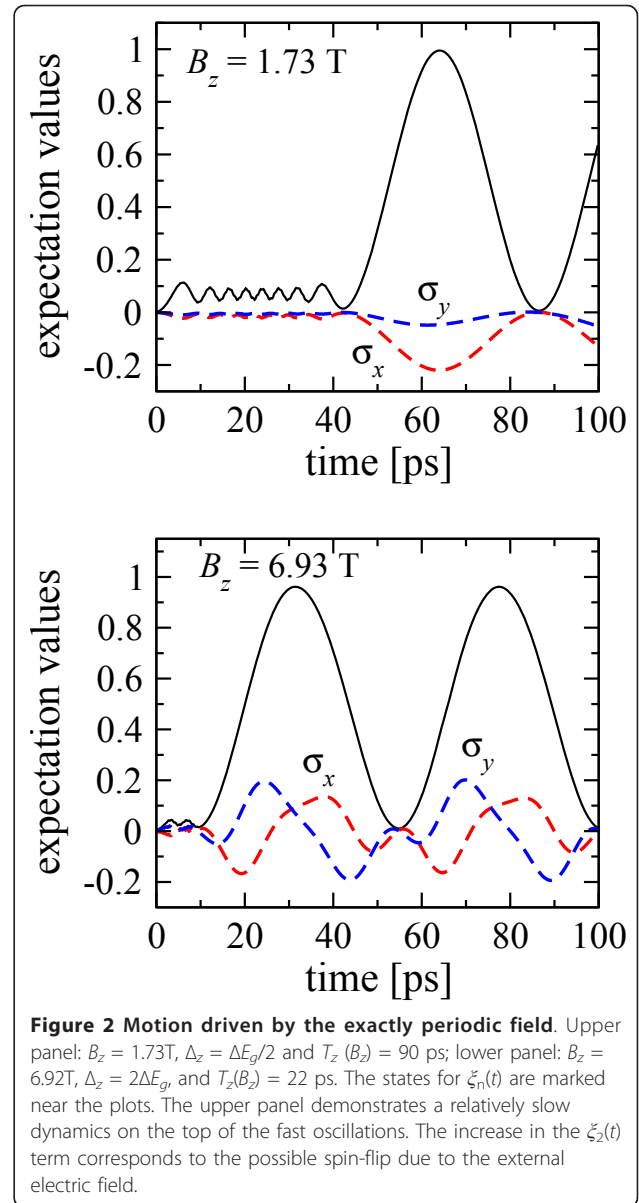 B_z = 1.73 T
1
0.8
0.6
0.4
0.2
0
-0.2
expectation values
σ_y
σ_x
0 20 40 60 80 100
time [ps]
B_z = 6.93 T
1
0.8
0.6
0.4
0.2
0
-0.2
expectation values
σ_x σ_y
0 20 40 60 80 100
time [ps]
Figure 2 Motion driven by the exactly periodic field. Upper
panel: B_z = 1.73T, Δ_z = ΔE_g/2 and T_z (B_z) = 90 ps; lower panel: B_z =
6.92T, Δ_z = 2ΔE_g, and T_z(B_z) = 22 ps. The states for ξ_n(t) are marked
near the plots. The upper panel demonstrates a relatively slow
dynamics on the top of the fast oscillations. The increase in the ξ_2(t)
term corresponds to the possible spin-flip due to the external
electric field.